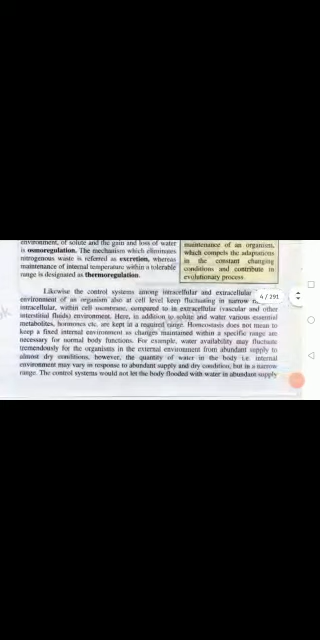 environment, of solute and the gain and loss of water
is osmoregulation. The mechanism which eliminates
nitrogenous waste is referred as excretion, whereas
maintenance of internal temperature within a tolerable
range is designated as thermoregulation.
maintenance of an organism,
which compels the adaptations
in the constant changing
conditions and contribute in
evolutionary process.
Likewise the control systems among intracellular and extracellular
environment of an organism also at cell level keep fluctuating in narrow
intracellular, within cell membrane, compared to in extracellular (vascular and other
interstitial fluids) environment. Here, in addition to solute and water various essential
metabolites, hormones etc. are kept in a required range. Homeostasis does not mean to
keep a fixed internal environment as changes maintained within a specific range are
necessary for normal body functions. For example, water availability may fluctuate
tremendously for the organisms in the external environment from abundant supply to
almost dry conditions, however, the quantity of water in the body i.e. internal
environment may vary in response to abundant supply and dry condition, but in a narrow
range. The control systems would not let the body flooded with water in abundant supply
4 / 291